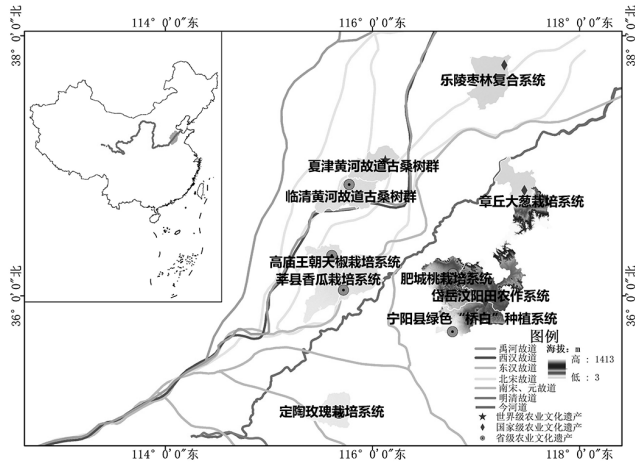 114° 0'0"东 116° 0'0"东 118° 0'0"东
38° 0'0"北
38° 0'0"北
乐陵枣林复合系统
夏津黄河故道古桑树群
临清黄河故道古桑树群
章丘大葱栽培系统
高庙王朝天椒栽培系统
莘县香瓜栽培系统
肥城桃栽培系统
岱岳汶阳田农作系统
宁阳县绿色“桥白”种植系统
36° 0'0"北
36° 0'0"北
定陶玫瑰栽培系统
图例
禹河故道
西汉故道
东汉故道
北宋故道
南宋、元故道
明清故道
今河道
世界级农业文化遗产
国家级农业文化遗产
省级农业文化遗产
海拔：m
高 : 1413
低 : 3
114° 0'0"东 116° 0'0"东 118° 0'0"东